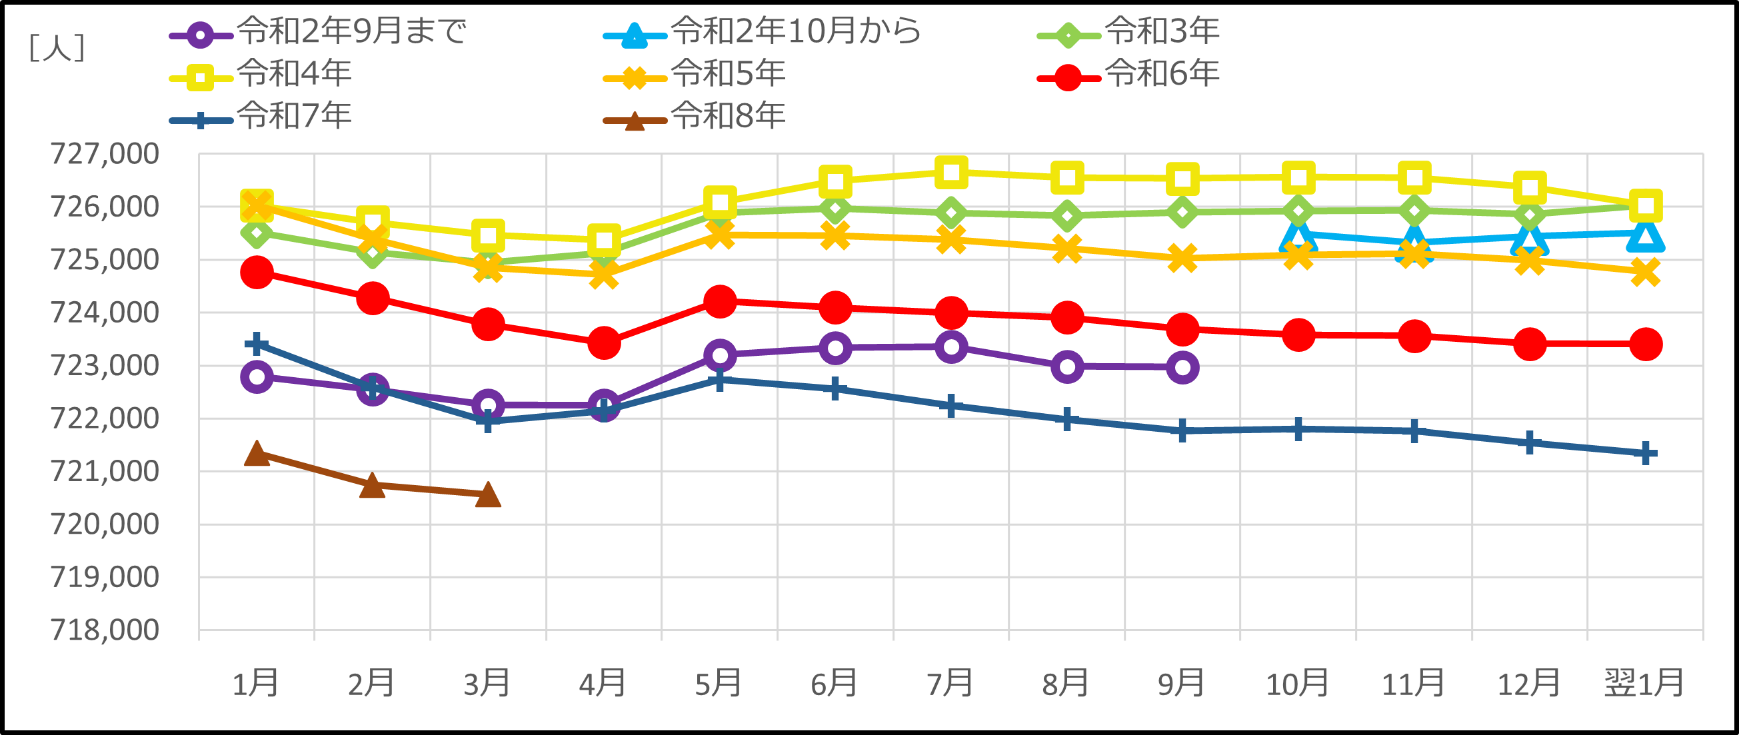 [人]
令和2年9月まで 令和2年10月から 令和3年
令和4年 令和5年 令和6年
令和7年 令和8年
727,000
726,000
725,000
724,000
723,000
722,000
721,000
720,000
719,000
718,000
1月 2月 3月 4月 5月 6月 7月 8月 9月 10月 11月 12月 翌1月